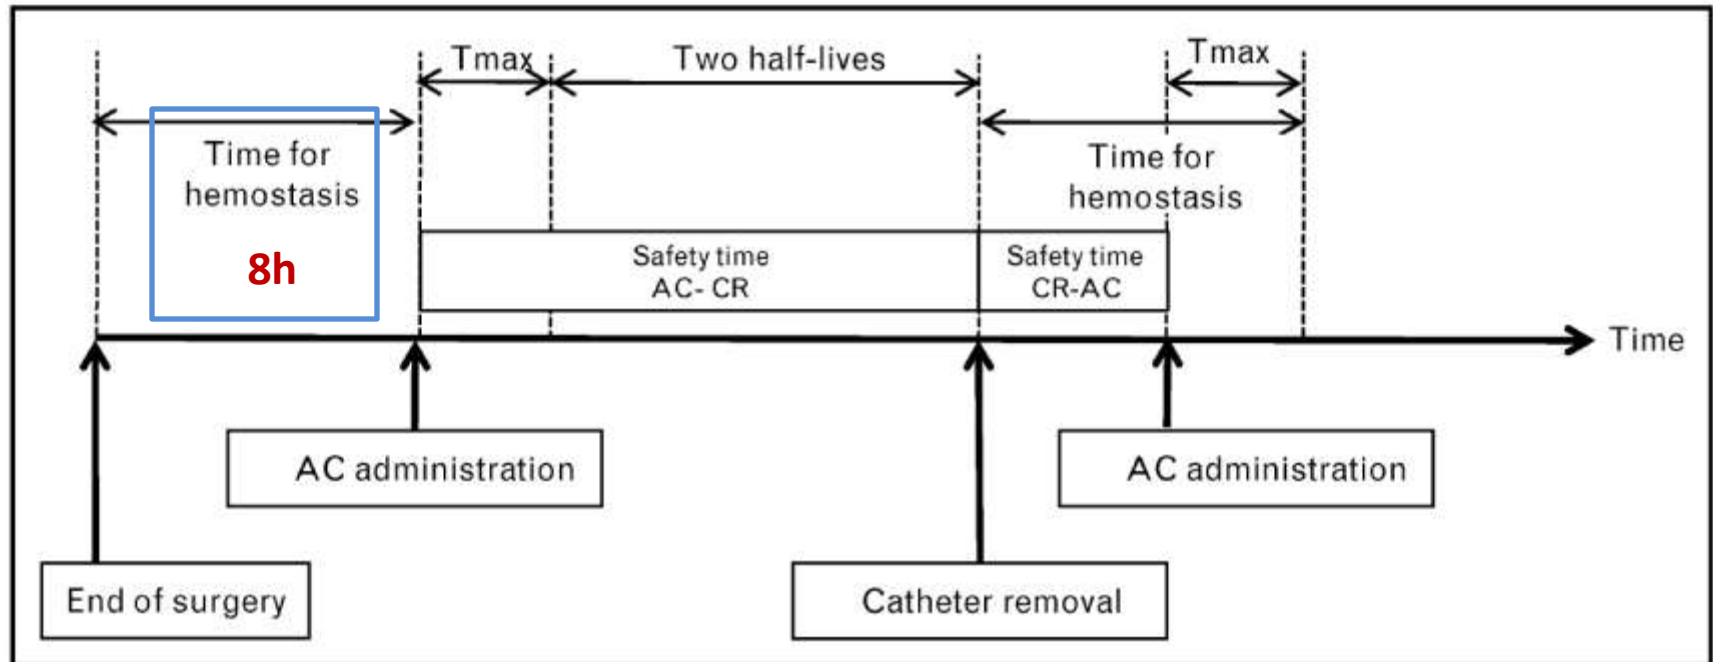 Tmax
Two half-lives
Tmax
Time for
hemostasis
8h
Time for
hemostasis
Safety time
AC- CR
Safety time
CR-AC
Time
AC administration
AC administration
End of surgery
Catheter removal